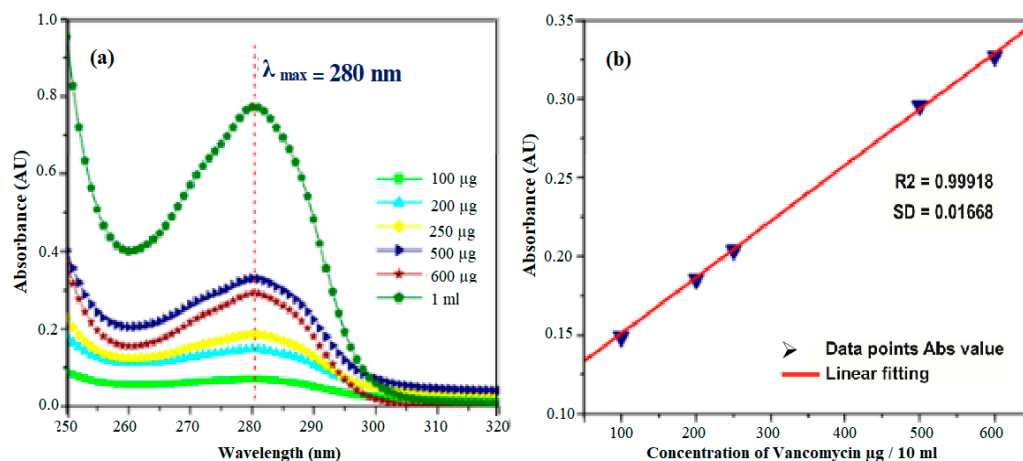 (a)
λ max = 280 nm
1.0
0.8
0.6
0.4
0.2
0.0
Absorbance (AU)
100 µg
200 µg
250 µg
500 µg
600 µg
1 ml
250
260
270
280
290
300
310
320
Wavelength (nm)
(b)
0.35
0.30
0.25
0.20
0.15
0.10
Absorbance (AU)
R2 = 0.99918
SD = 0.01668
Data points Abs value
Linear fitting
100
200
300
400
500
600
Concentration of Vancomycin µg / 10 ml